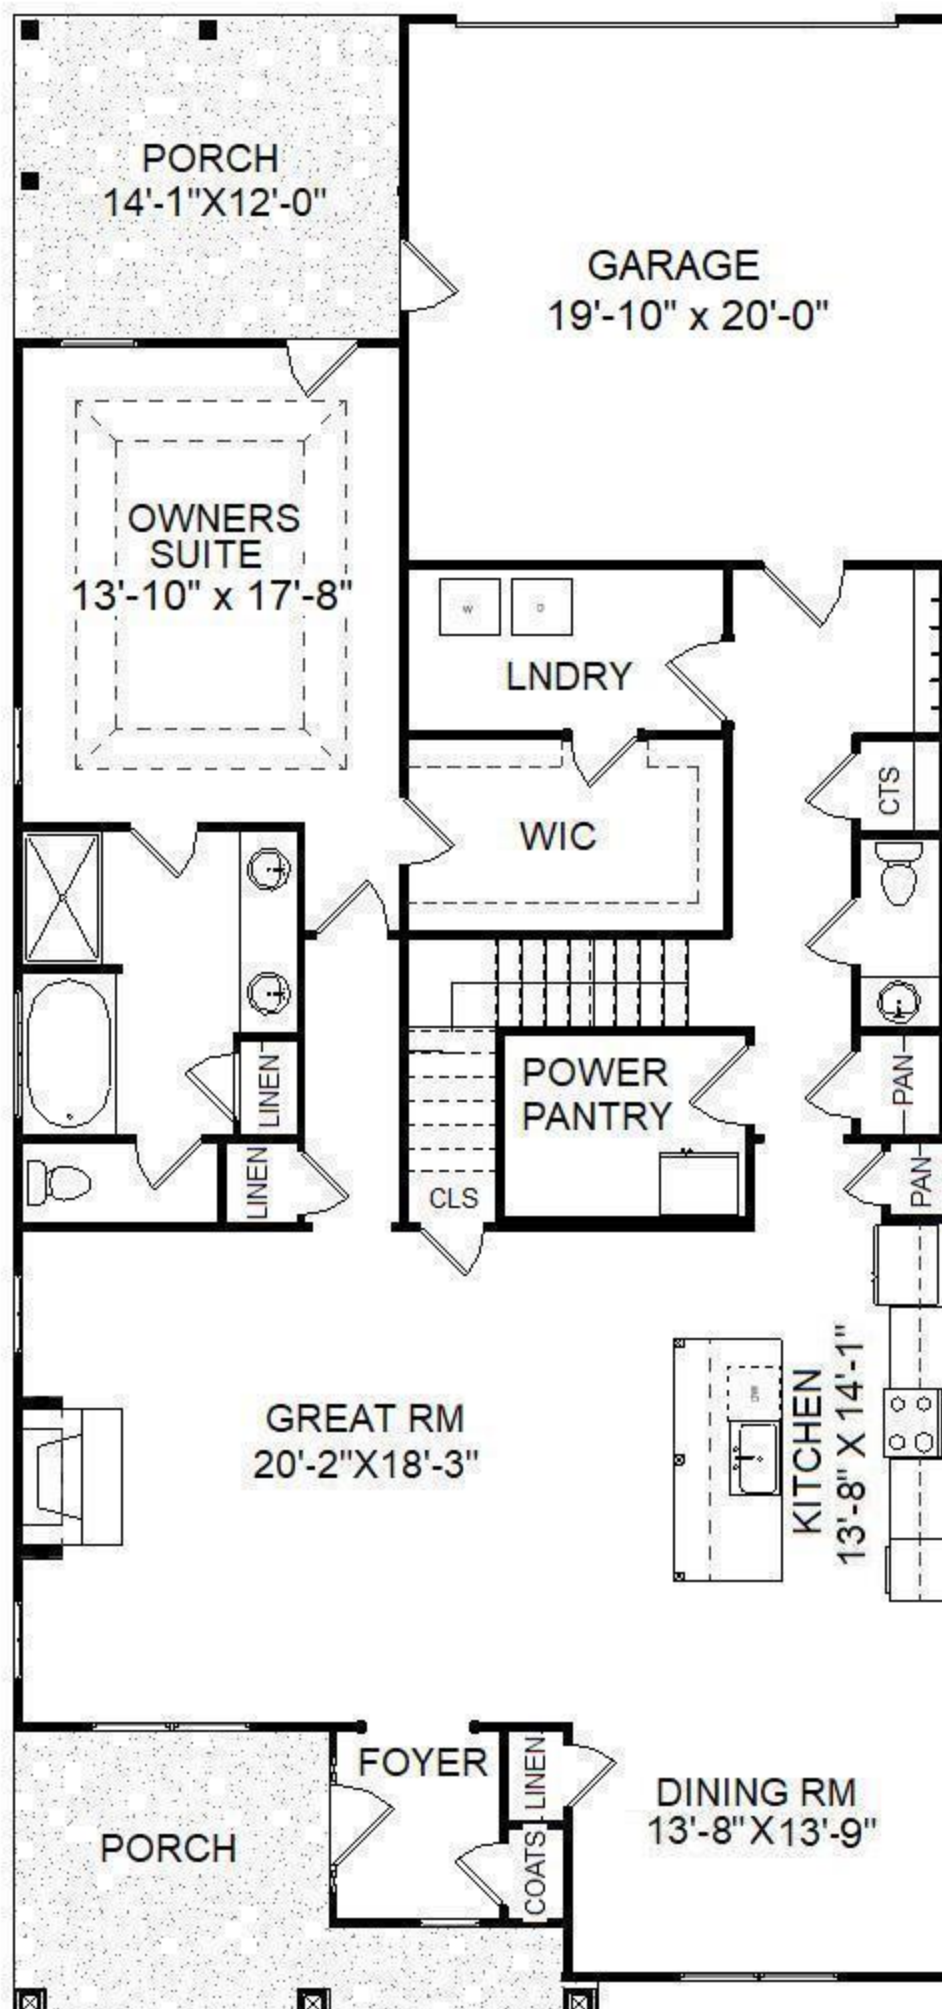 PORCH
14'-1"X12'-0"
GARAGE
19'-10" x 20'-0"
OWNERS
SUITE
13'-10" x 17'-8"
W
D
LNDRY
CTS
WIC
LINEN
POWER
PANTRY
PAN
LINEN
CLS
PAN
GREAT RM
20'-2"X18'-3"
DW
KITCHEN
13'-8" X 14'-1"
FOYER
LINEN
DINING RM
13'-8"X13'-9"
PORCH
COATS